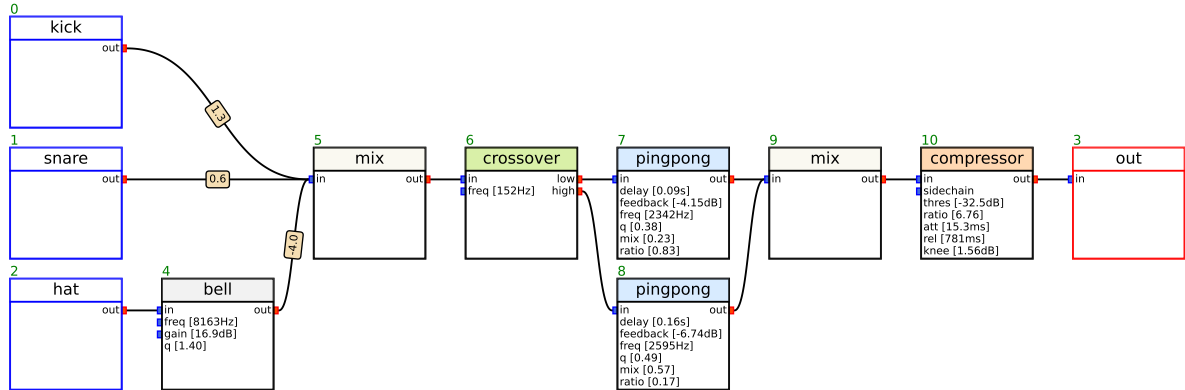 0
kick
out
1.3
1
snare
out
0.6
2
hat
out
4
bell
in out
freq [8163Hz]
gain [16.9dB]
q [1.40]
-4.0
5
mix
in out
6
crossover
in low
freq [152Hz] high
7
pingpong
in out
delay [0.09s]
feedback [-4.15dB]
freq [2342Hz]
q [0.38]
mix [0.23]
ratio [0.83]
8
pingpong
in out
delay [0.16s]
feedback [-6.74dB]
freq [2595Hz]
q [0.49]
mix [0.57]
ratio [0.17]
9
mix
in out
10
compressor
in out
sidechain
thres [-32.5dB]
ratio [6.76]
att [15.3ms]
rel [781ms]
knee [1.56dB]
3
out
in